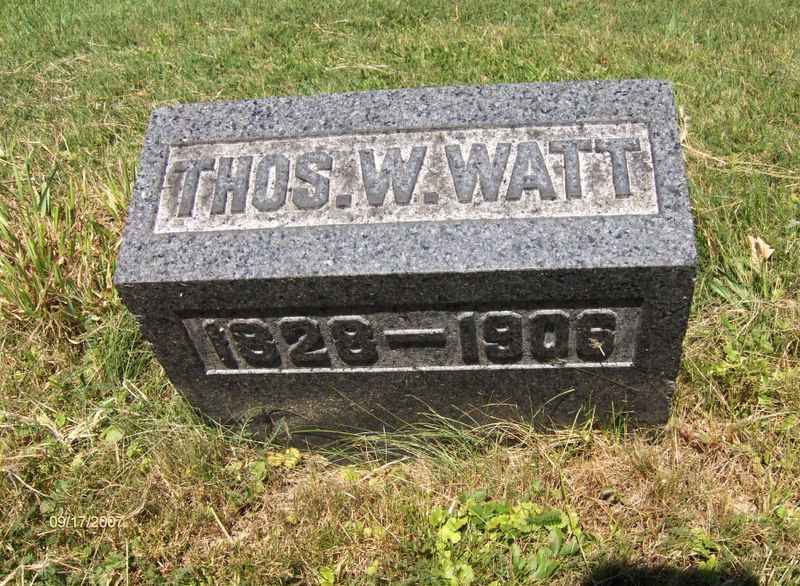 THOS. W. WATT
1828 — 1906
09/17/2007